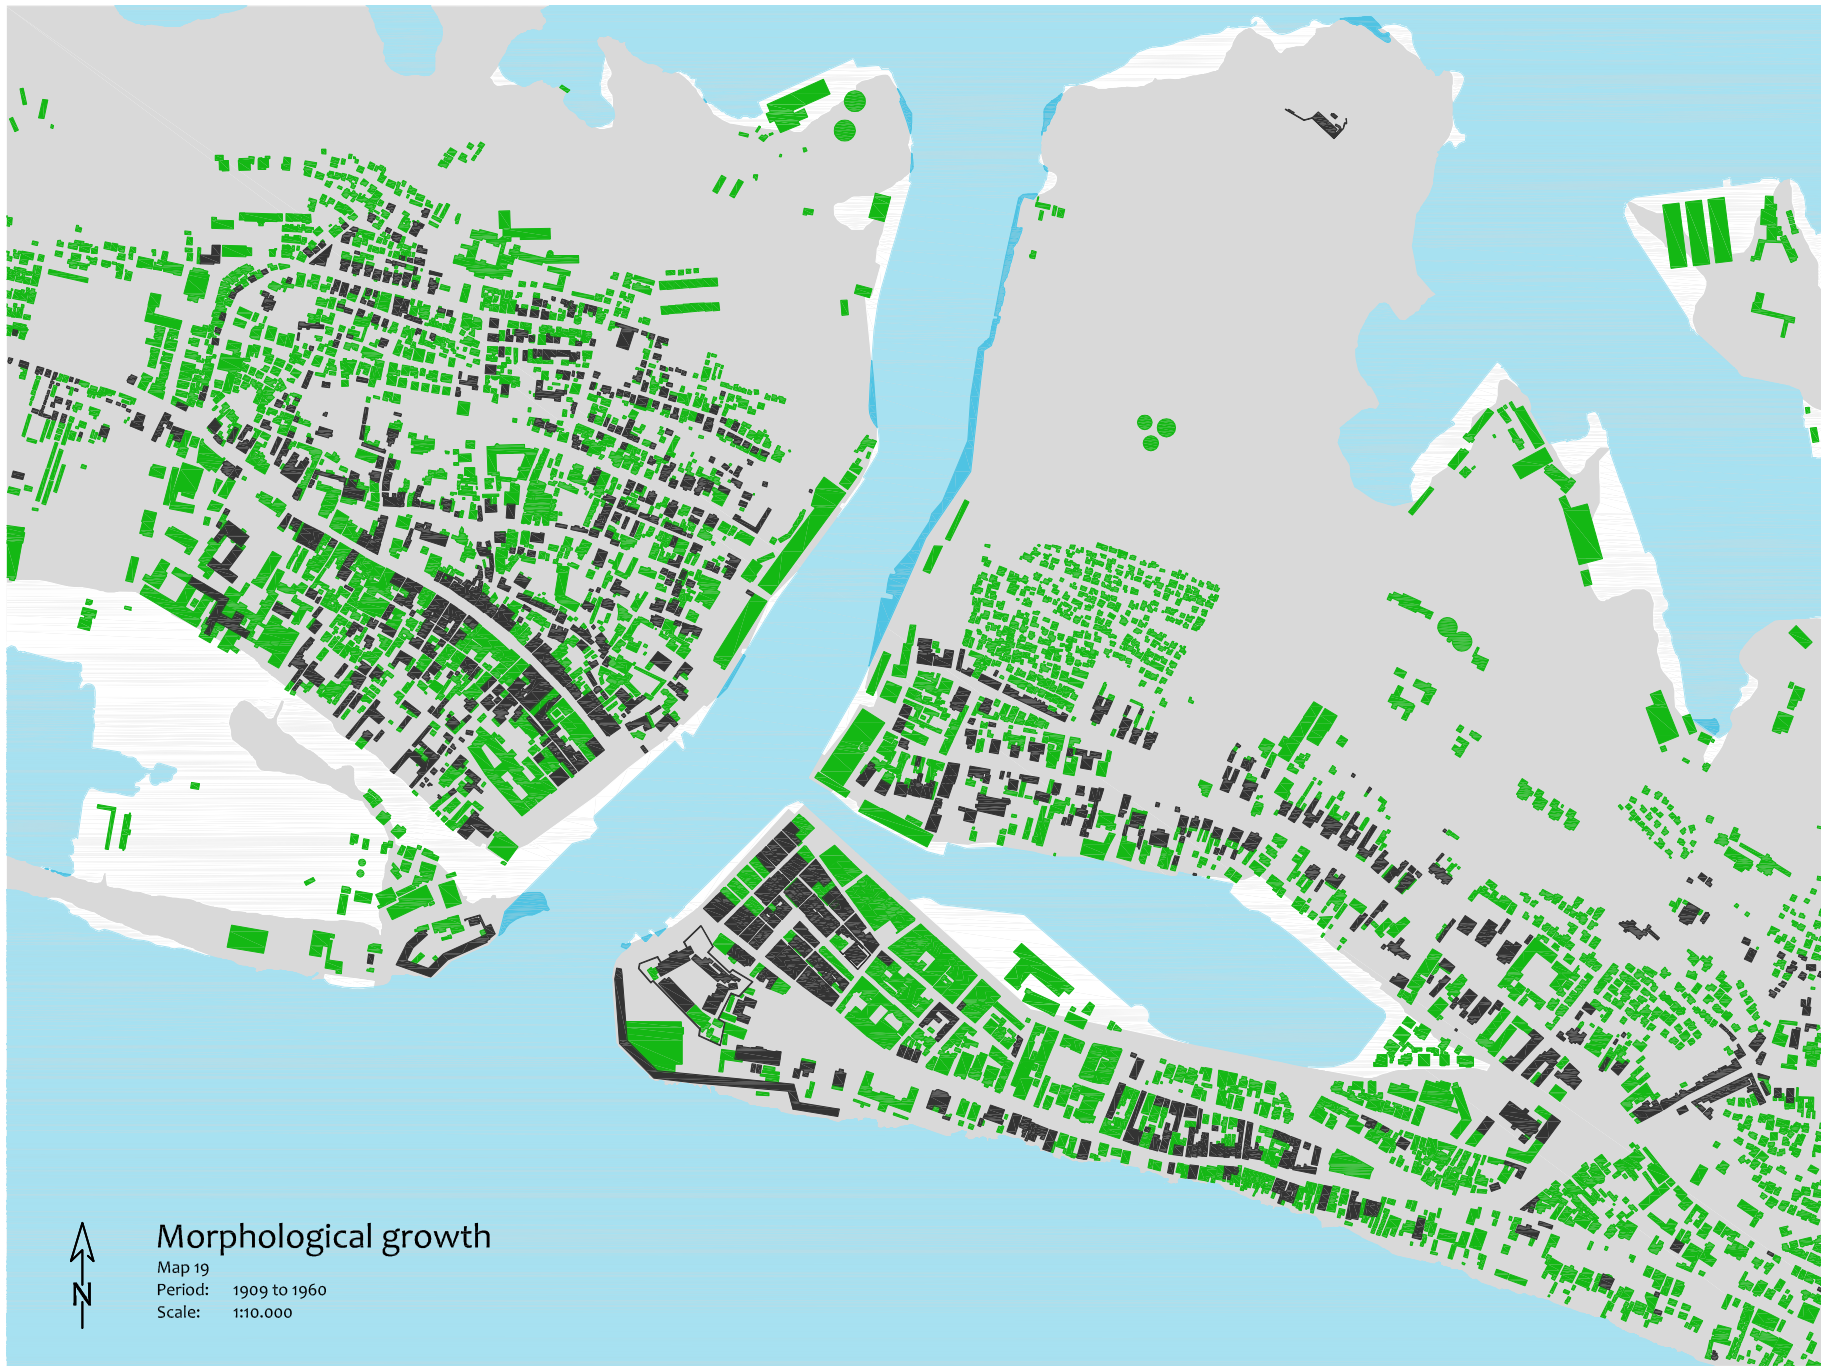 Morphological growth
Map 19
Period: 1909 to 1960
Scale: 1:10.000
N